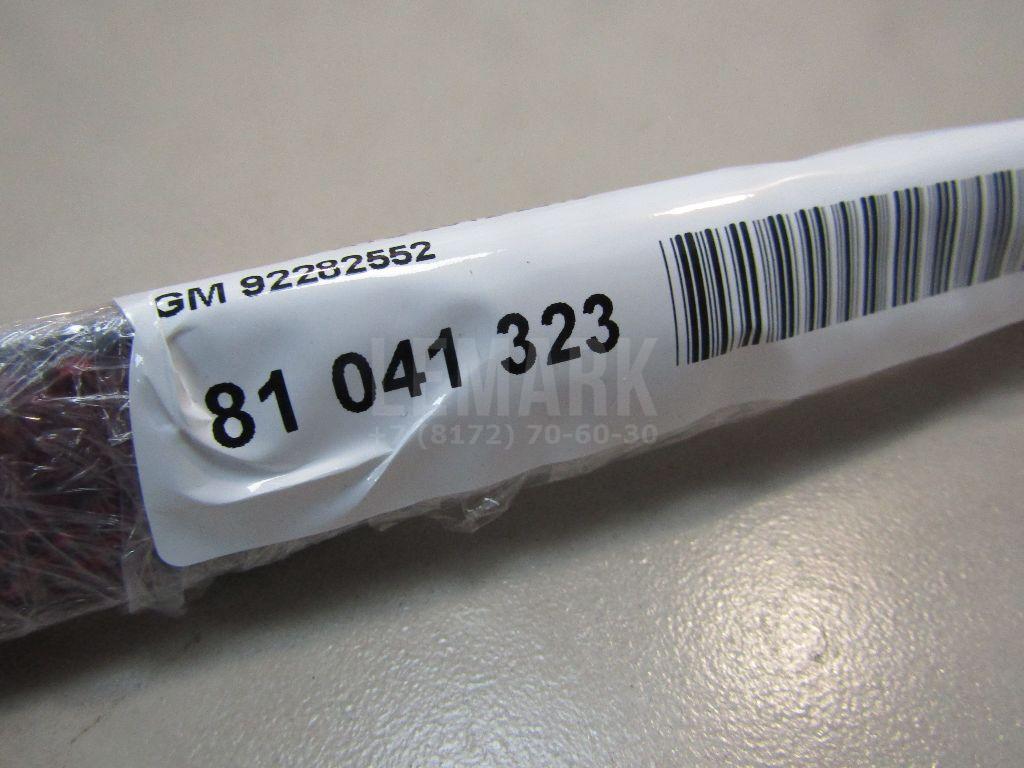 GM 92282552
81 041 323
LEMARK
+7 (8172) 70-60-30